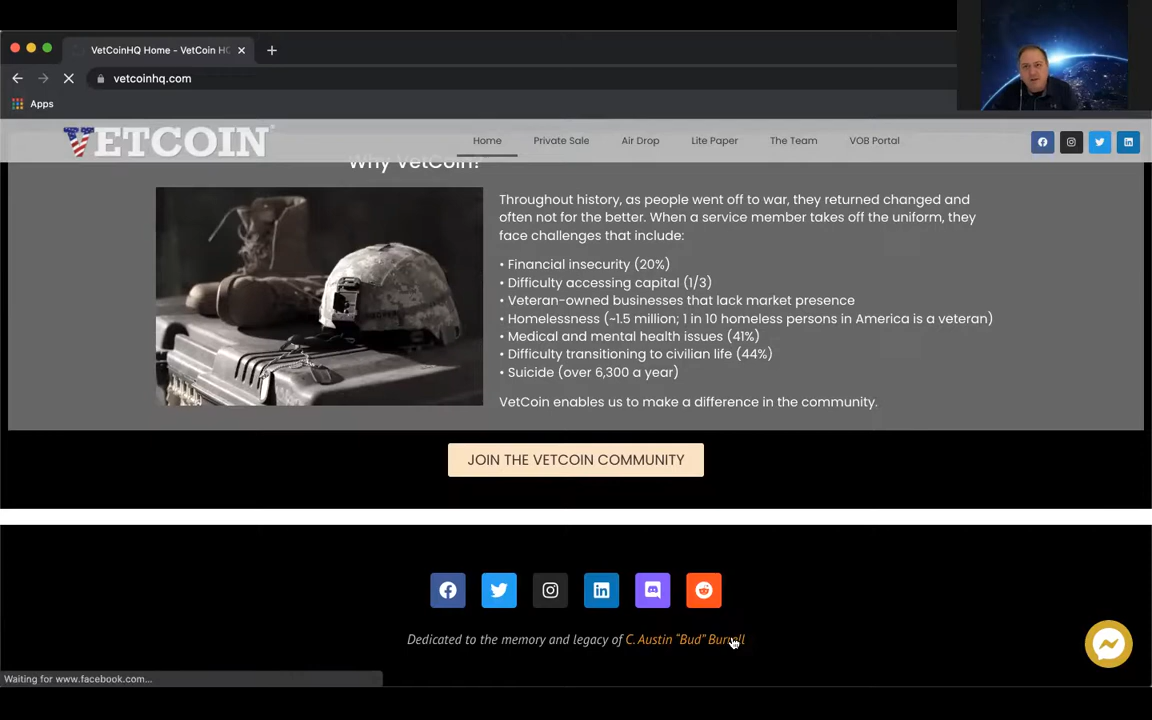 VetCoinHQ Home - VetCoin HQ
vetcoinhq.com
Apps
VETCOIN
Home
Private Sale
Air Drop
Lite Paper
The Team
VOB Portal
Why VetCoin?
Throughout history, as people went off to war, they returned changed and
often not for the better. When a service member takes off the uniform, they
face challenges that include:
• Financial insecurity (20%)
• Difficulty accessing capital (1/3)
• Veteran-owned businesses that lack market presence
• Homelessness (~1.5 million; 1 in 10 homeless persons in America is a veteran)
• Medical and mental health issues (41%)
• Difficulty transitioning to civilian life (44%)
• Suicide (over 6,300 a year)
VetCoin enables us to make a difference in the community.
JOIN THE VETCOIN COMMUNITY
Dedicated to the memory and legacy of C. Austin “Bud” Burrell
Waiting for www.facebook.com...